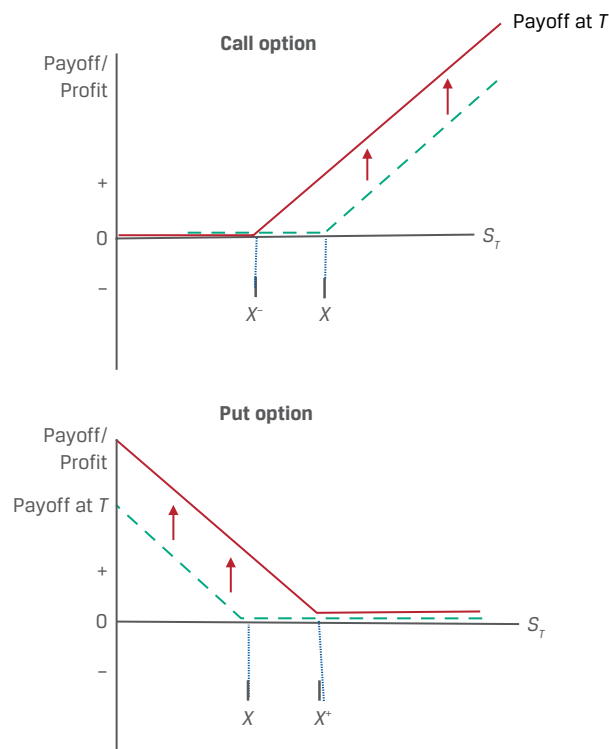 Call option
Payoff at T
Payoff/
Profit
+
0
S_T
–
X⁻
X
Put option
Payoff/
Profit
Payoff at T
+
0
S_T
–
X
X⁺